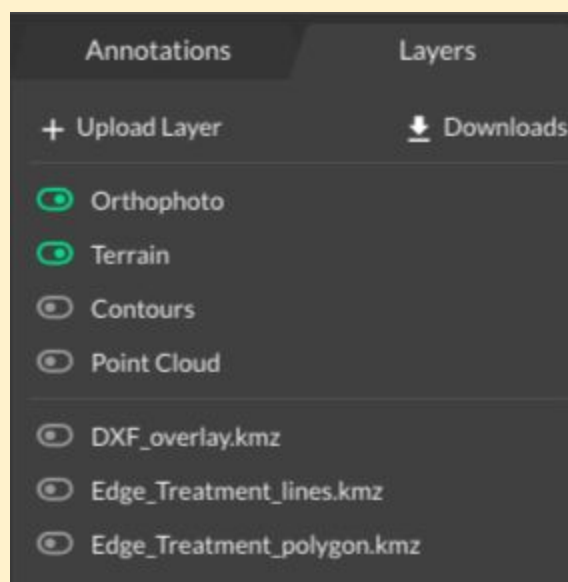 Annotations Layers
+ Upload Layer Downloads
Orthophoto
Terrain
Contours
Point Cloud
DXF_overlay.kmz
Edge_Treatment_lines.kmz
Edge_Treatment_polygon.kmz